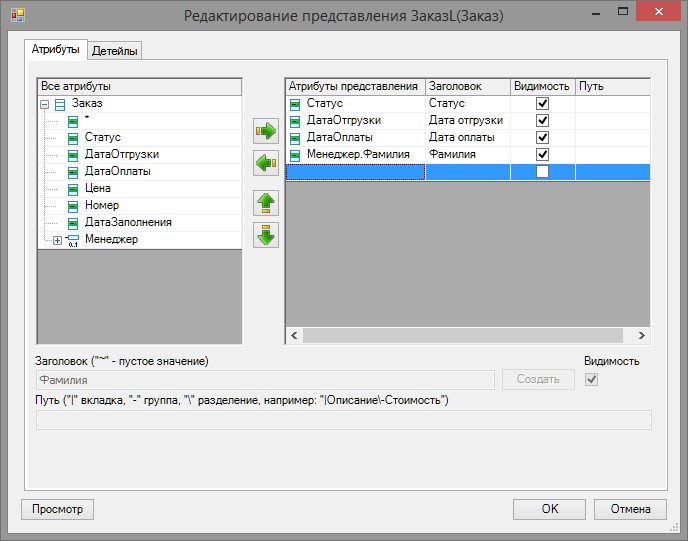 Редактирование представления ЗаказL(Заказ)
Атрибуты Детейлы
Все атрибуты
Заказ
*
Статус
ДатаОтгрузки
ДатаОплаты
Цена
Номер
ДатаЗаполнения
0,1 Менеджер
Атрибуты представления Заголовок Видимость Путь
Статус Статус
ДатаОтгрузки Дата отгрузки
ДатаОплаты Дата оплаты
Менеджер.Фамилия Фамилия
Заголовок ("~" - пустое значение) Видимость
Фамилия Создать
Путь ("|" вкладка, "-" группа, "\" разделение, например: "|Описание\-Стоимость")
Просмотр OK Отмена